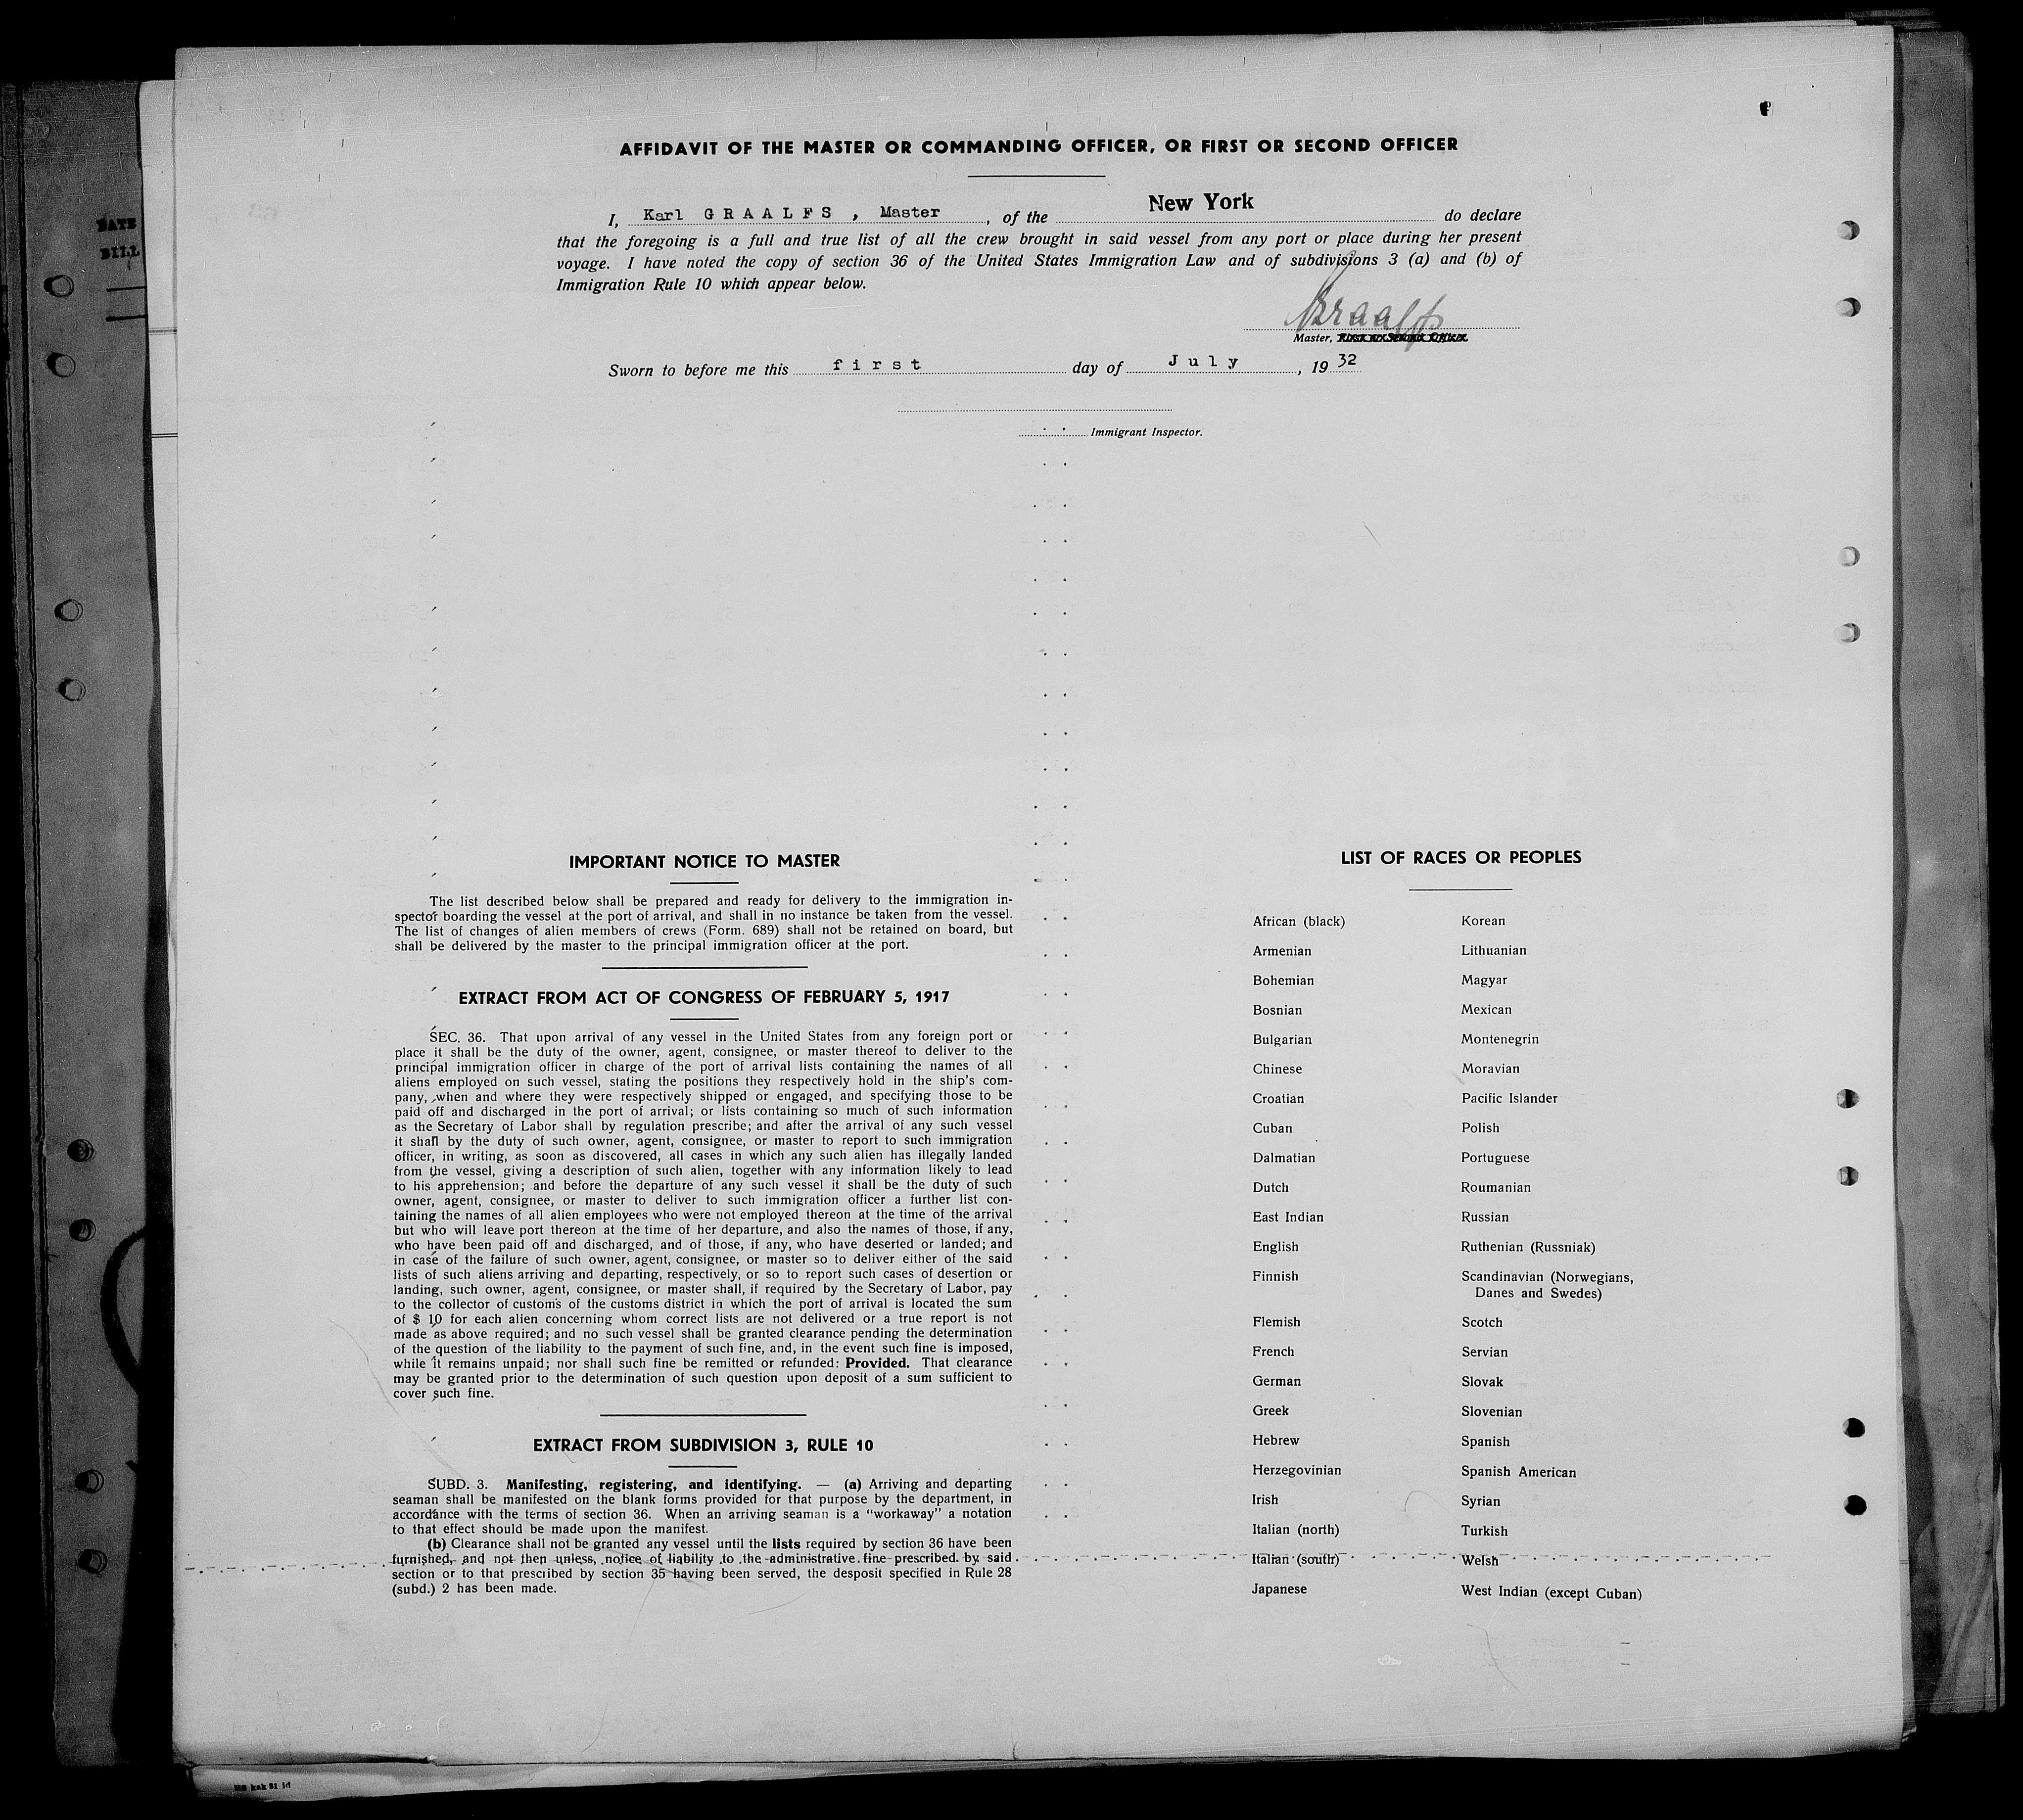 DATE
BILL
AFFIDAVIT OF THE MASTER OR COMMANDING OFFICER, OR FIRST OR SECOND OFFICER
I, Karl GRAALFS, Master, of the New York do declare
that the foregoing is a full and true list of all the crew brought in said vessel from any port or place during her present
voyage. I have noted the copy of section 36 of the United States Immigration Law and of subdivisions 3 (a) and (b) of
Immigration Rule 10 which appear below.
Graalfs
Master, First or Second Officer.
Sworn to before me this first day of July, 19 32
Immigrant Inspector.
IMPORTANT NOTICE TO MASTER
The list described below shall be prepared and ready for delivery to the immigration in-
spector boarding the vessel at the port of arrival, and shall in no instance be taken from the vessel.
The list of changes of alien members of crews (Form. 689) shall not be retained on board, but
shall be delivered by the master to the principal immigration officer at the port.
EXTRACT FROM ACT OF CONGRESS OF FEBRUARY 5, 1917
SEC. 36. That upon arrival of any vessel in the United States from any foreign port or
place it shall be the duty of the owner, agent, consignee, or master thereof to deliver to the
principal immigration officer in charge of the port of arrival lists containing the names of all
aliens employed on such vessel, stating the positions they respectively hold in the ship's com-
pany, when and where they were respectively shipped or engaged, and specifying those to be
paid off and discharged in the port of arrival; or lists containing so much of such information
as the Secretary of Labor shall by regulation prescribe; and after the arrival of any such vessel
it shall by the duty of such owner, agent, consignee, or master to report to such immigration
officer, in writing, as soon as discovered, all cases in which any such alien has illegally landed
from the vessel, giving a description of such alien, together with any information likely to lead
to his apprehension; and before the departure of any such vessel it shall be the duty of such
owner, agent, consignee, or master to deliver to such immigration officer a further list con-
taining the names of all alien employees who were not employed thereon at the time of the arrival
but who will leave port thereon at the time of her departure, and also the names of those, if any,
who have been paid off and discharged, and of those, if any, who have deserted or landed; and
in case of the failure of such owner, agent, consignee, or master so to deliver either of the said
lists of such aliens arriving and departing, respectively, or so to report such cases of desertion or
landing, such owner, agent, consignee, or master shall, if required by the Secretary of Labor, pay
to the collector of customs of the customs district in which the port of arrival is located the sum
of $ 10 for each alien concerning whom correct lists are not delivered or a true report is not
made as above required; and no such vessel shall be granted clearance pending the determination
of the question of the liability to the payment of such fine, and, in the event such fine is imposed,
while it remains unpaid; nor shall such fine be remitted or refunded: Provided. That clearance
may be granted prior to the determination of such question upon deposit of a sum sufficient to
cover such fine.
EXTRACT FROM SUBDIVISION 3, RULE 10
SUBD. 3. Manifesting, registering, and identifying. — (a) Arriving and departing
seaman shall be manifested on the blank forms provided for that purpose by the department, in
accordance with the terms of section 36. When an arriving seaman is a "workaway" a notation
to that effect should be made upon the manifest.
(b) Clearance shall not be granted any vessel until the lists required by section 36 have been
furnished, and not then unless, notice of liability to the administrative fine prescribed by said
section or to that prescribed by section 35 having been served, the desposit specified in Rule 28
(subd.) 2 has been made.
LIST OF RACES OR PEOPLES
African (black) Korean
Armenian Lithuanian
Bohemian Magyar
Bosnian Mexican
Bulgarian Montenegrin
Chinese Moravian
Croatian Pacific Islander
Cuban Polish
Dalmatian Portuguese
Dutch Roumanian
East Indian Russian
English Ruthenian (Russniak)
Finnish Scandinavian (Norwegians,
Danes and Swedes)
Flemish Scotch
French Servian
German Slovak
Greek Slovenian
Hebrew Spanish
Herzegovinian Spanish American
Irish Syrian
Italian (north) Turkish
Italian (south) Welsh
Japanese West Indian (except Cuban)